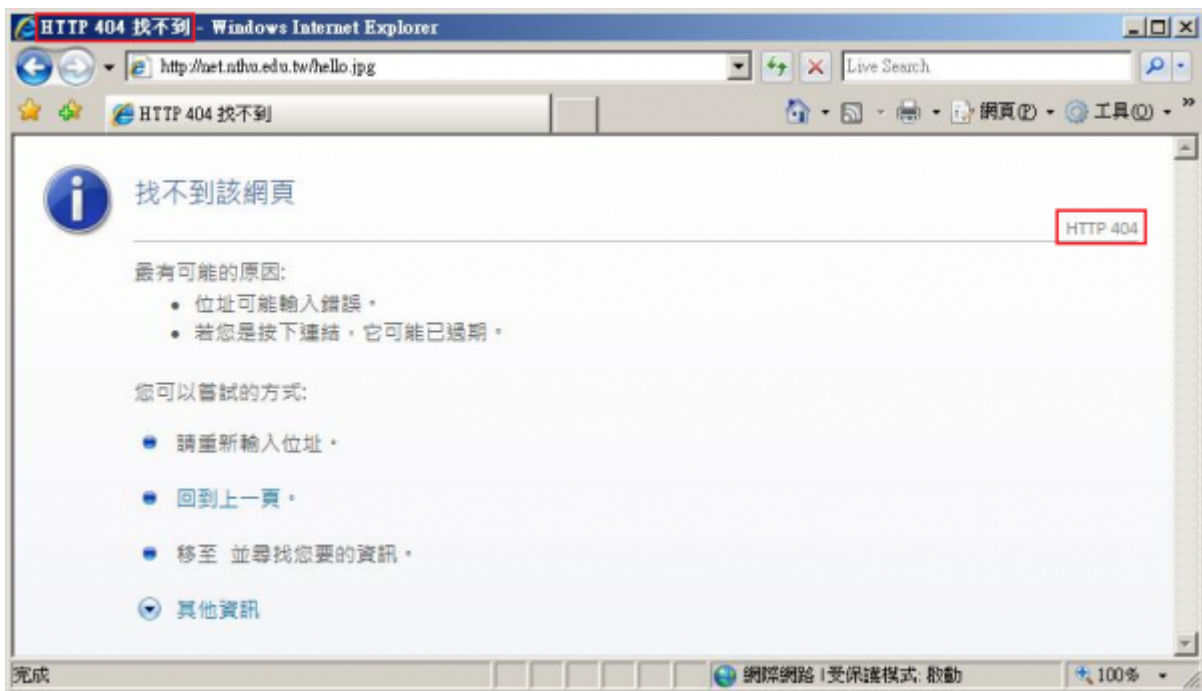 HTTP 404 找不到 - Windows Internet Explorer
http://net.nthu.edu.tw/hello.jpg
Live Search
HTTP 404 找不到
網頁(P)
工具(O)
»
找不到該網頁
HTTP 404
最有可能的原因:
• 位址可能輸入錯誤。
• 若您是按下連結，它可能已過期。
您可以嘗試的方式:
請重新輸入位址。
回到上一頁。
移至 並尋找您要的資訊。
其他資訊
完成
網際網路 | 受保護模式: 啟動
100%